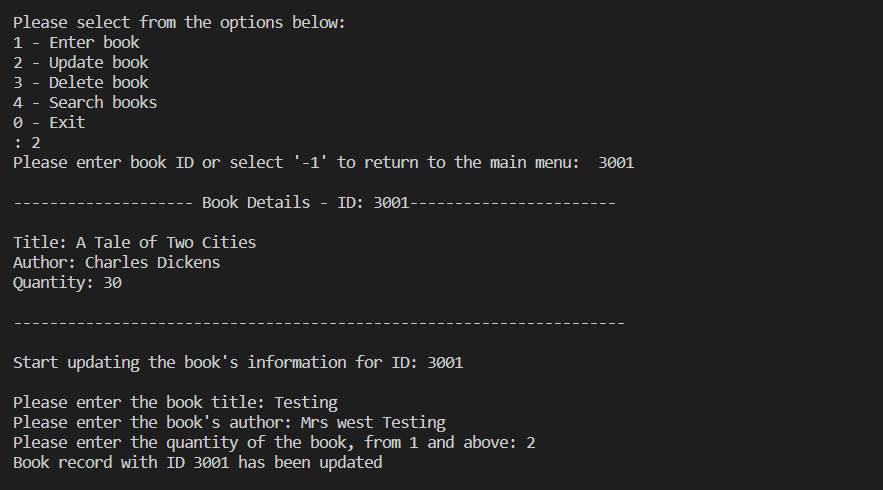 Please select from the options below:
1 - Enter book
2 - Update book
3 - Delete book
4 - Search books
0 - Exit
: 2
Please enter book ID or select '-1' to return to the main menu:  3001
-------------------- Book Details - ID: 3001-----------------------
Title: A Tale of Two Cities
Author: Charles Dickens
Quantity: 30
--------------------------------------------------------------------
Start updating the book's information for ID: 3001
Please enter the book title: Testing
Please enter the book's author: Mrs west Testing
Please enter the quantity of the book, from 1 and above: 2
Book record with ID 3001 has been updated